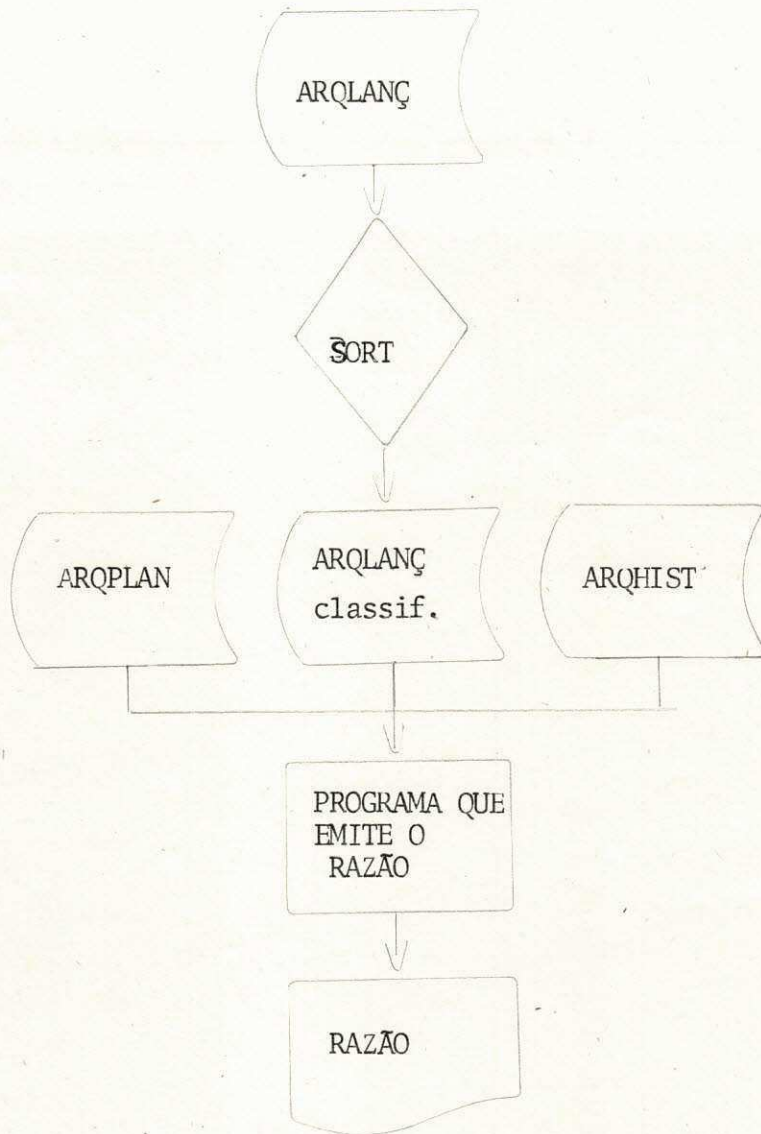 ARQLANÇ
SORT
ARQPLAN
ARQLANÇ
classif.
ARQHIST
PROGRAMA QUE
EMITE O
RAZÃO
RAZÃO